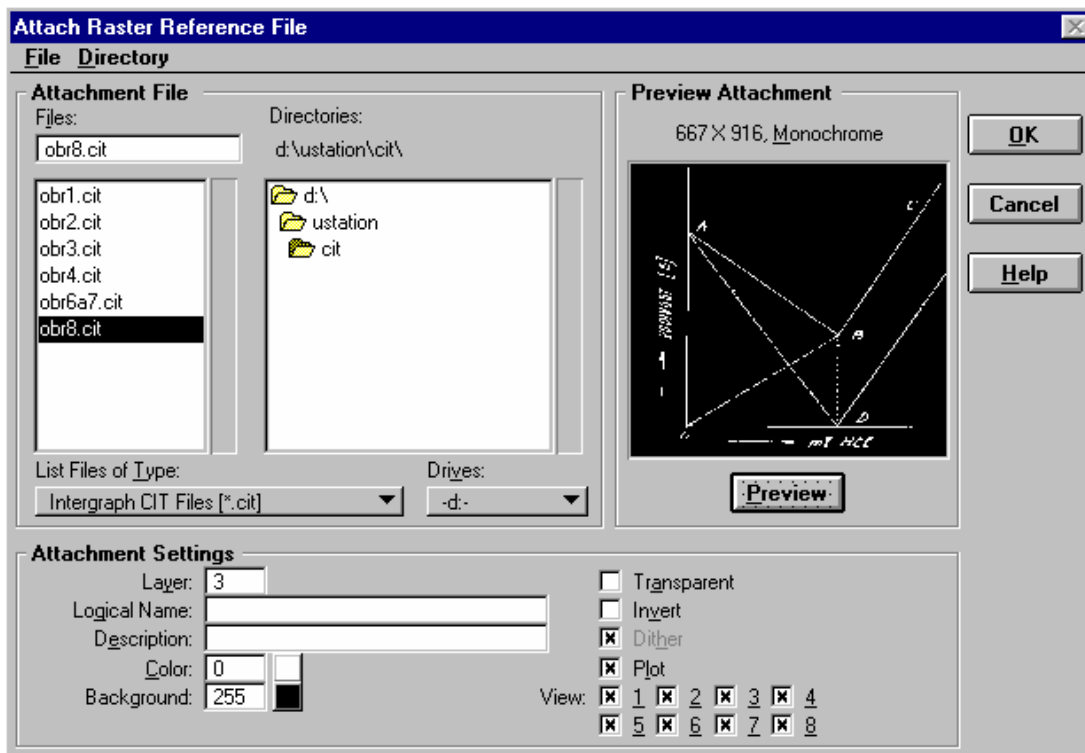 Attach Raster Reference File
File Directory
Attachment File
Files:
obr8.cit
obr1.cit
obr2.cit
obr3.cit
obr4.cit
obr6a7.cit
obr8.cit
Directories:
d:\ustation\cit\
d:\
ustation
cit
List Files of Type:
Intergraph CIT Files [*.cit]
Drives:
-d:-
Preview Attachment
667 X 916, Monochrome
A
B
C
D
Preview
OK
Cancel
Help
Attachment Settings
Layer: 3
Logical Name:
Description:
Color: 0
Background: 255
Transparent
Invert
Dither
Plot
View: 1 2 3 4
5 6 7 8